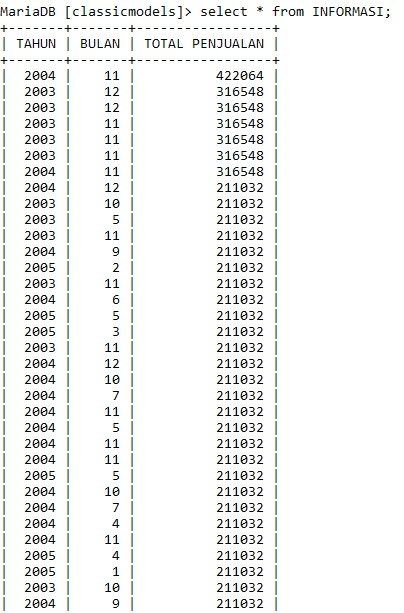 MariaDB [classicmodels]> select * from INFORMASI;
+-------+-------+-----------------+
| TAHUN | BULAN | TOTAL PENJUALAN |
+-------+-------+-----------------+
| 2004 | 11 | 422064 |
| 2003 | 12 | 316548 |
| 2003 | 12 | 316548 |
| 2003 | 11 | 316548 |
| 2003 | 11 | 316548 |
| 2003 | 11 | 316548 |
| 2004 | 11 | 316548 |
| 2004 | 12 | 211032 |
| 2003 | 10 | 211032 |
| 2003 | 5 | 211032 |
| 2003 | 11 | 211032 |
| 2004 | 9 | 211032 |
| 2005 | 2 | 211032 |
| 2003 | 11 | 211032 |
| 2004 | 6 | 211032 |
| 2005 | 5 | 211032 |
| 2005 | 3 | 211032 |
| 2003 | 11 | 211032 |
| 2004 | 12 | 211032 |
| 2004 | 10 | 211032 |
| 2004 | 7 | 211032 |
| 2004 | 11 | 211032 |
| 2004 | 5 | 211032 |
| 2004 | 11 | 211032 |
| 2004 | 11 | 211032 |
| 2005 | 5 | 211032 |
| 2004 | 10 | 211032 |
| 2004 | 7 | 211032 |
| 2004 | 4 | 211032 |
| 2004 | 11 | 211032 |
| 2005 | 4 | 211032 |
| 2005 | 1 | 211032 |
| 2003 | 10 | 211032 |
| 2004 | 9 | 211032 |